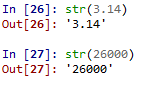 In [26]: str(3.14)
Out[26]: '3.14'
In [27]: str(26000)
Out[27]: '26000'